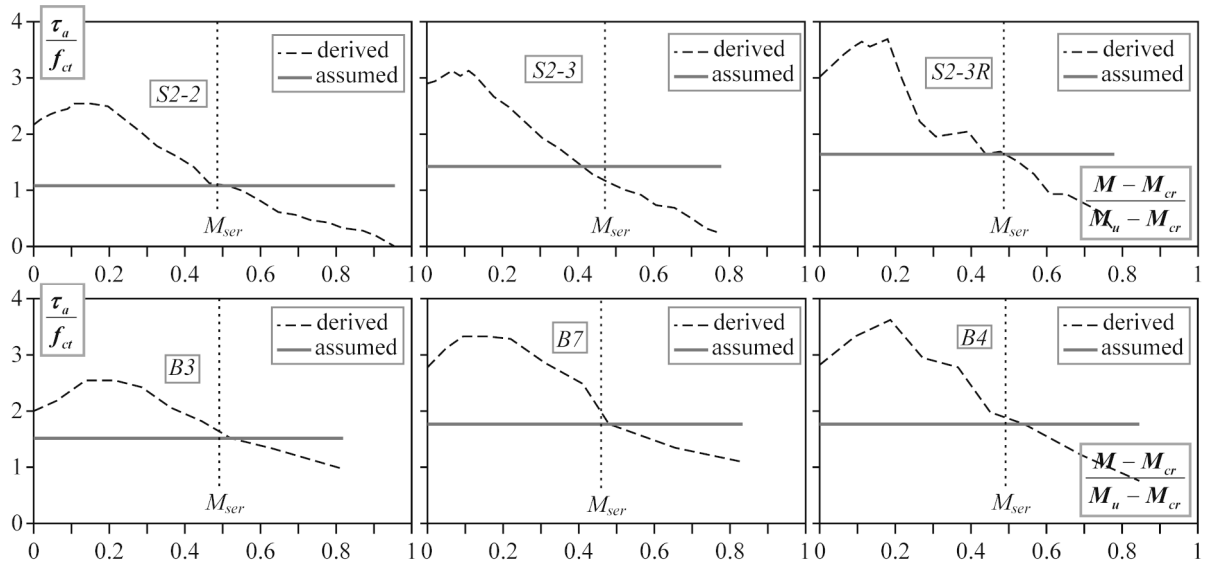 4
3
2
1
0
τa
fct
S2-2
derived
assumed
Mser
0 0.2 0.4 0.6 0.8 1
S2-3
derived
assumed
Mser
0 0.2 0.4 0.6 0.8 1
S2-3R
derived
assumed
Mser
M – Mcr
Mu – Mcr
0 0.2 0.4 0.6 0.8 1
4
3
2
1
0
τa
fct
B3
derived
assumed
Mser
0 0.2 0.4 0.6 0.8 1
B7
derived
assumed
Mser
0 0.2 0.4 0.6 0.8 1
B4
derived
assumed
Mser
M – Mcr
Mu – Mcr
0 0.2 0.4 0.6 0.8 1